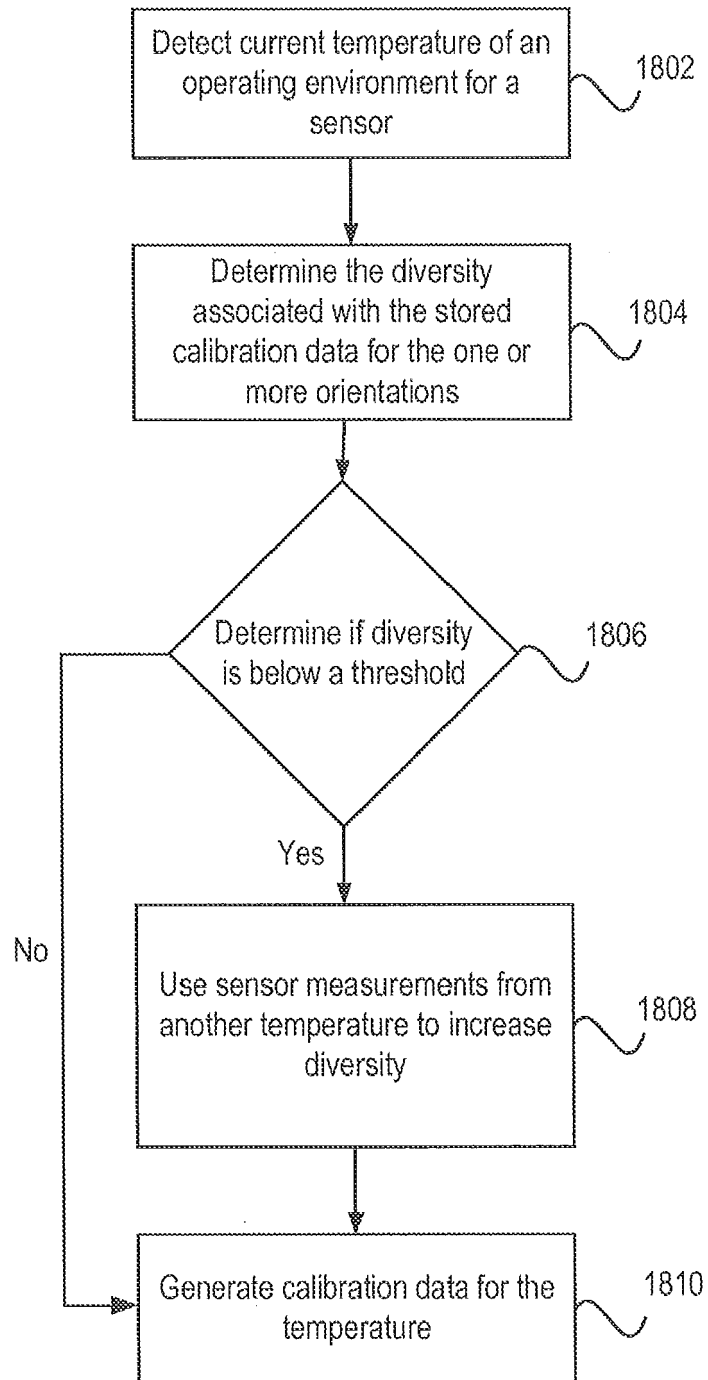 Detect current temperature of an
operating environment for a
sensor
1802
Determine the diversity
associated with the stored
calibration data for the one or
more orientations
1804
Determine if diversity
is below a threshold
1806
Yes
No
Use sensor measurements from
another temperature to increase
diversity
1808
Generate calibration data for the
temperature
1810